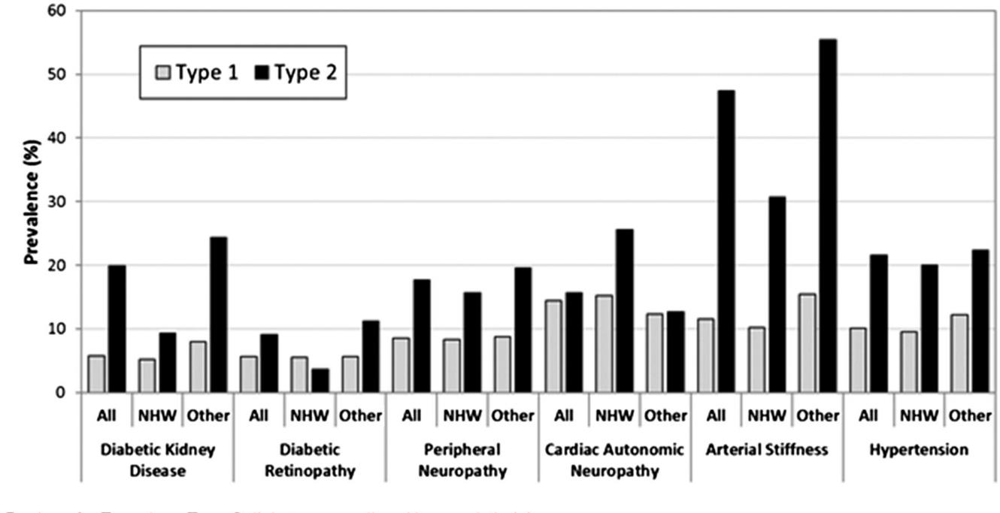 60
50
40
30
20
10
0
Prevalence (%)
Type 1 Type 2
All NHW Other All NHW Other All NHW Other All NHW Other All NHW Other All NHW Other
Diabetic Kidney Disease
Diabetic Retinopathy
Peripheral Neuropathy
Cardiac Autonomic Neuropathy
Arterial Stiffness
Hypertension